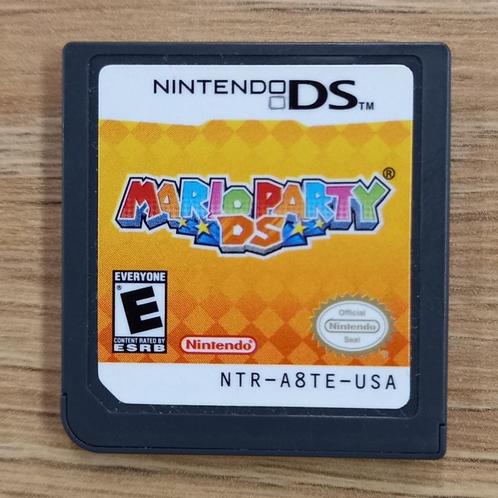 NINTENDO DS™
MARIO PARTY®
DS
EVERYONE
E
CONTENT RATED BY
ESRB
Nintendo®
Official
Nintendo
Seal
NTR-A8TE-USA